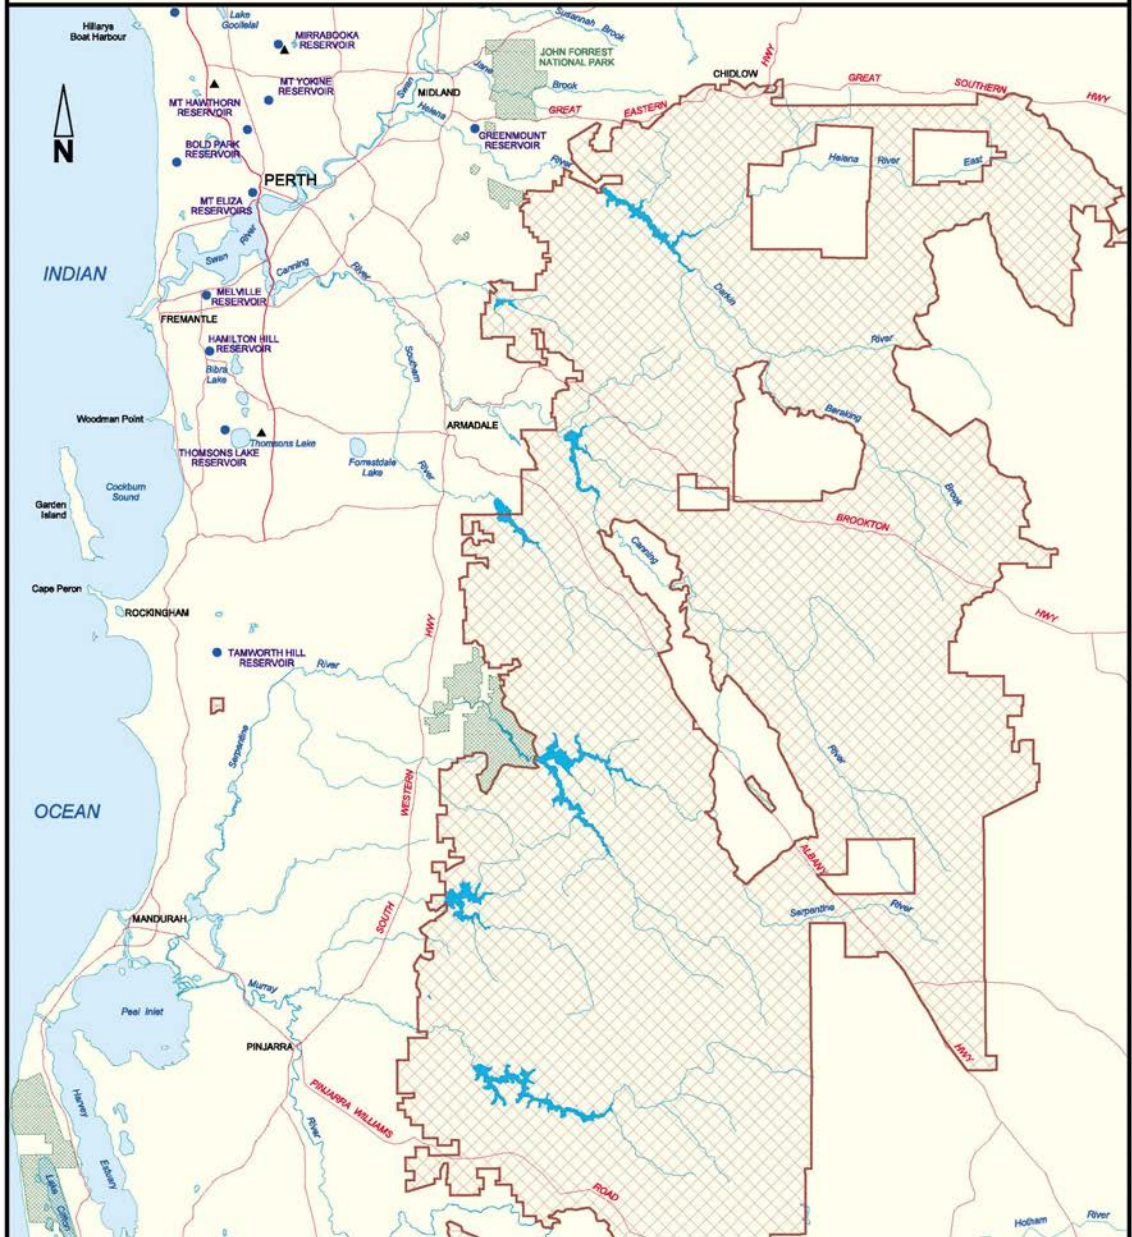 Hillarys
Boat Harbour
Lake
Goollelal
MIRRABOOKA
RESERVOIR
Susannah Brook
JOHN FORREST
NATIONAL PARK
CHIDLOW
HWY
GREAT
SOUTHERN
HWY
MT YOKINE
RESERVOIR
MT HAWTHORN
RESERVOIR
Swan
MIDLAND
Jane
Brook
Helena
GREAT
EASTERN
GREENMOUNT
RESERVOIR
River
BOLD PARK
RESERVOIR
N
PERTH
MT ELIZA
RESERVOIRS
Helena River East
INDIAN
Swan River
Canning
River
Darkin
River
MELVILLE
RESERVOIR
FREMANTLE
HAMILTON HILL
RESERVOIR
Bibra
Lake
Southern
River
Woodman Point
ARMADALE
Beraking
Brook
Thomsons Lake
THOMSONS LAKE
RESERVOIR
Forrestdale
Lake
Cockburn
Sound
Garden
Island
BROOKTON
HWY
Canning
River
Cape Peron
ROCKINGHAM
HWY
TAMWORTH HILL
RESERVOIR
River
Serpentine
WESTERN
OCEAN
ALBANY
SOUTH
Serpentine
River
MANDURAH
Murray
Peel Inlet
PINJARRA
HWY
PINJARRA WILLIAMS
ROAD
Harvey
Estuary
River
Lake Clifton
Hotham
River